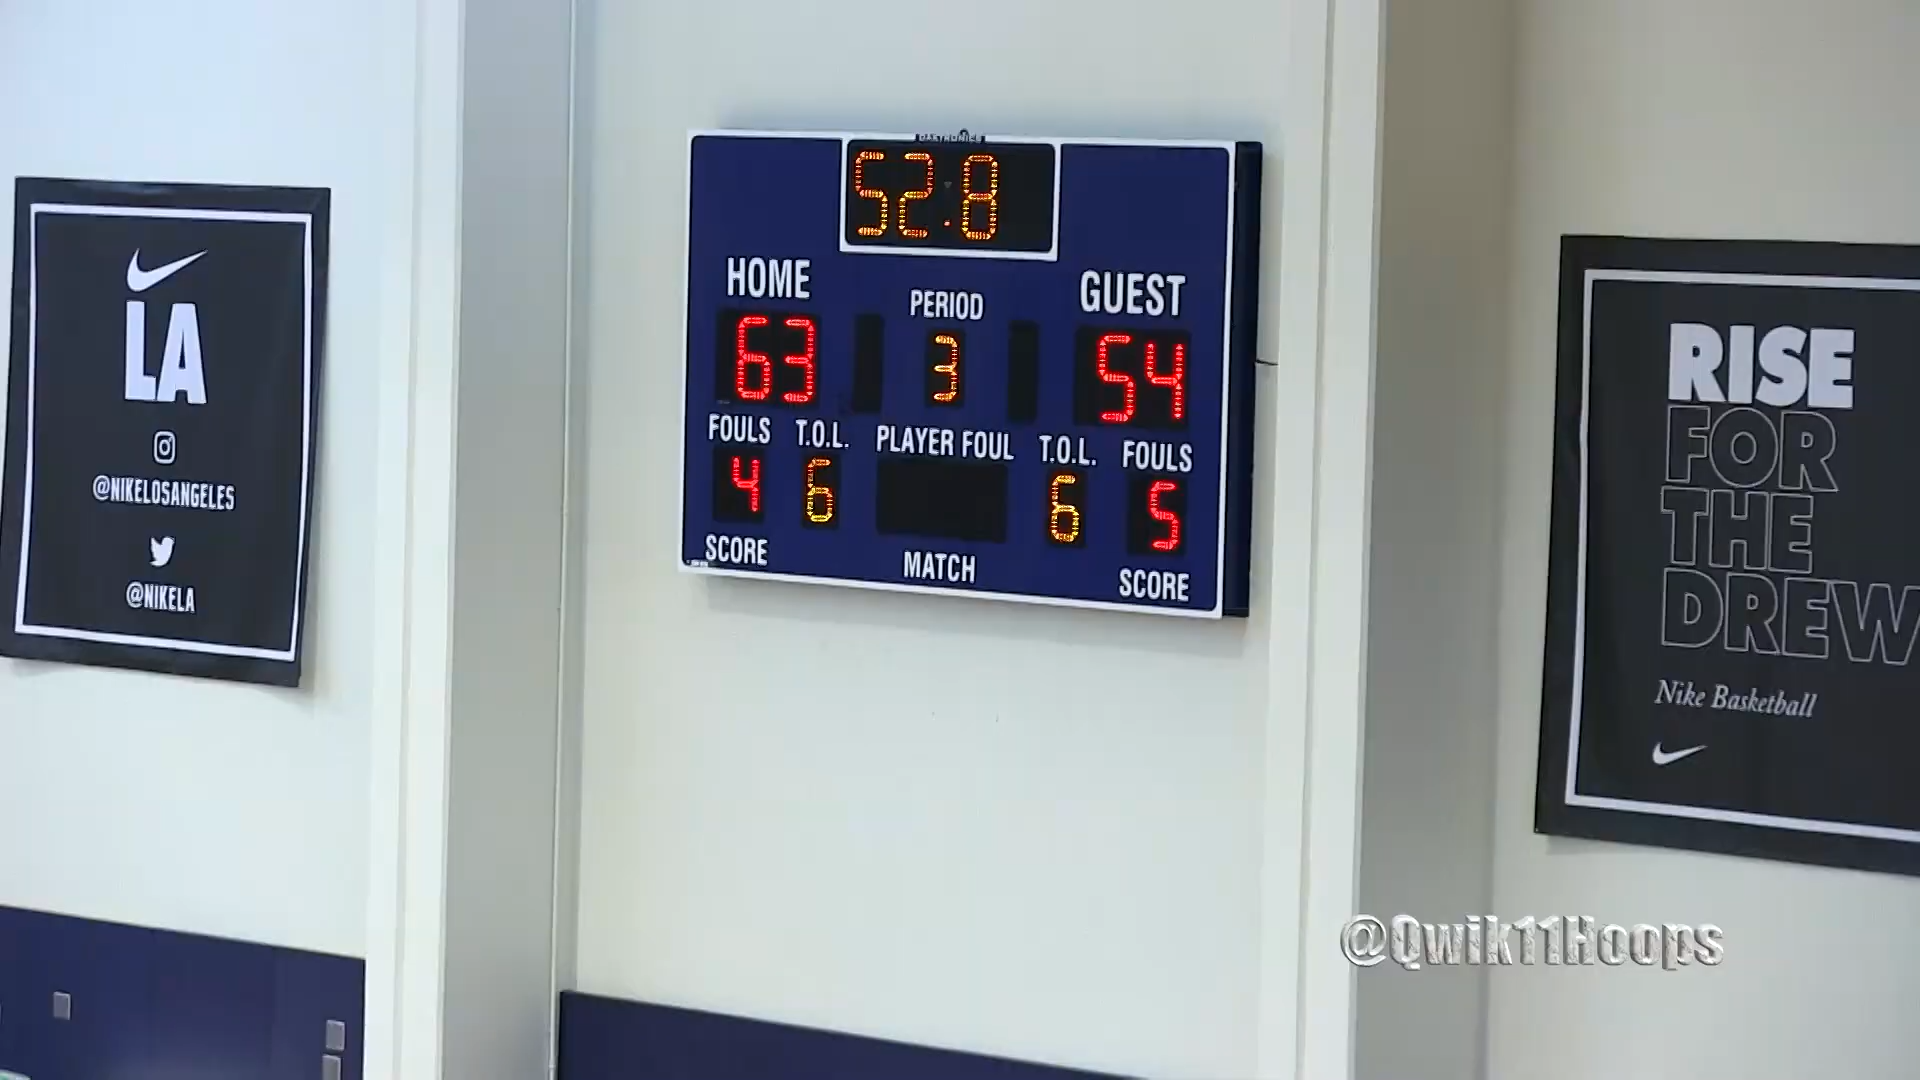 LA
@NIKELOSANGELES
@NIKELA
DAKTRONICS
52.8
HOME
PERIOD
GUEST
63
3
54
FOULS
T.O.L.
PLAYER FOUL
T.O.L.
FOULS
4
6
6
5
SCORE
MATCH
SCORE
RISE
FOR
THE
DREW
Nike Basketball
@Qwik11Hoops